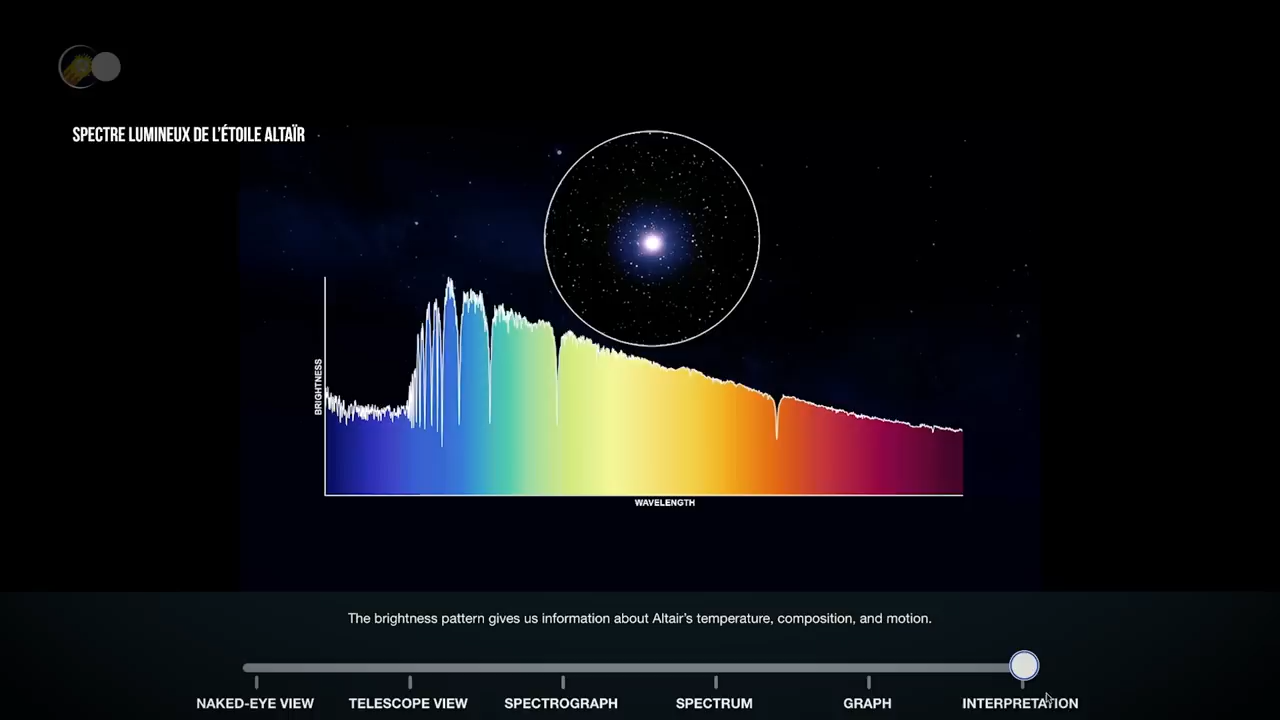 SPECTRE LUMINEUX DE L'ÉTOILE ALTAÏR
BRIGHTNESS
WAVELENGTH
The brightness pattern gives us information about Altair's temperature, composition, and motion.
NAKED-EYE VIEW
TELESCOPE VIEW
SPECTROGRAPH
SPECTRUM
GRAPH
INTERPRETATION